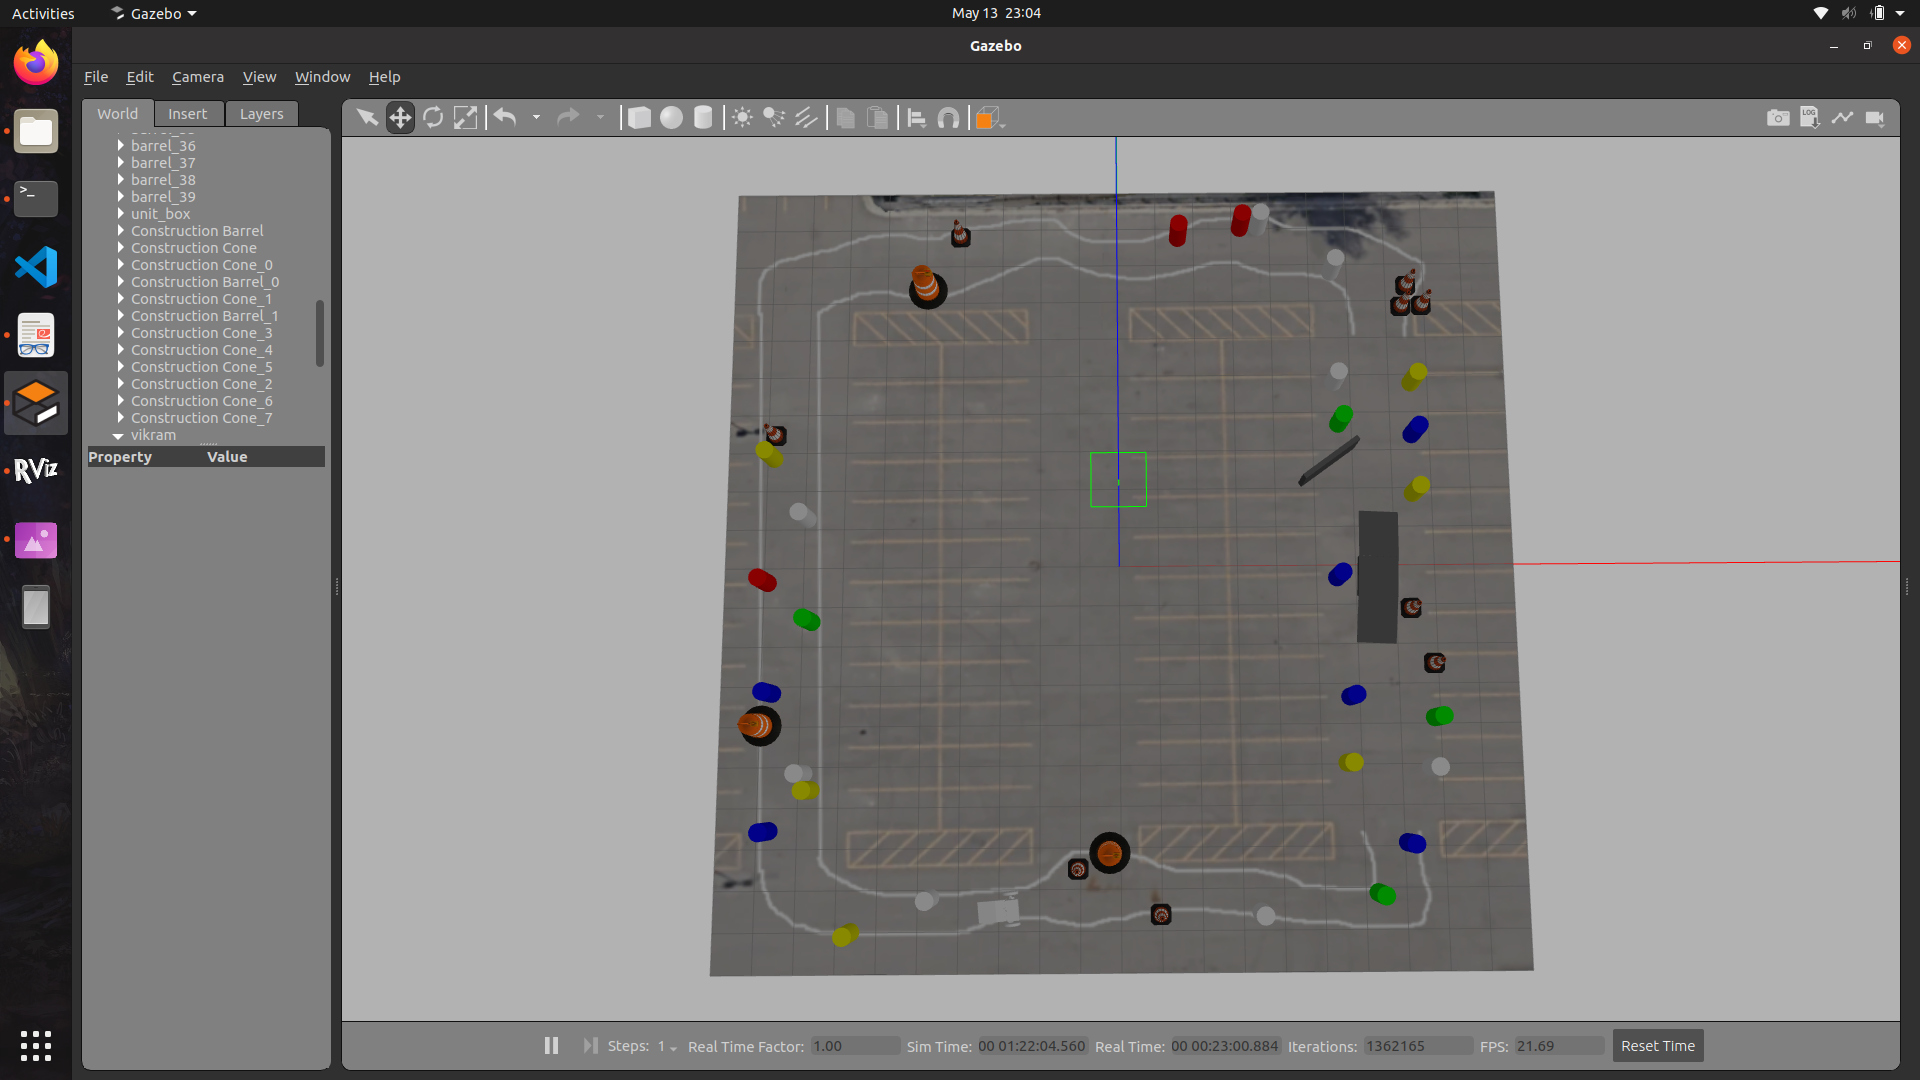 Activities
Gazebo
May 13 23:04
Gazebo
File Edit Camera View Window Help
World Insert Layers
barrel_36
barrel_37
barrel_38
barrel_39
unit_box
Construction Barrel
Construction Cone
Construction Cone_0
Construction Barrel_0
Construction Cone_1
Construction Barrel_1
Construction Cone_3
Construction Cone_4
Construction Cone_5
Construction Cone_2
Construction Cone_6
Construction Cone_7
vikram
Property Value
LOG
>_
RViz
Steps: 1 Real Time Factor: 1.00 Sim Time: 00 01:22:04.560 Real Time: 00 00:23:00.884 Iterations: 1362165 FPS: 21.69 Reset Time